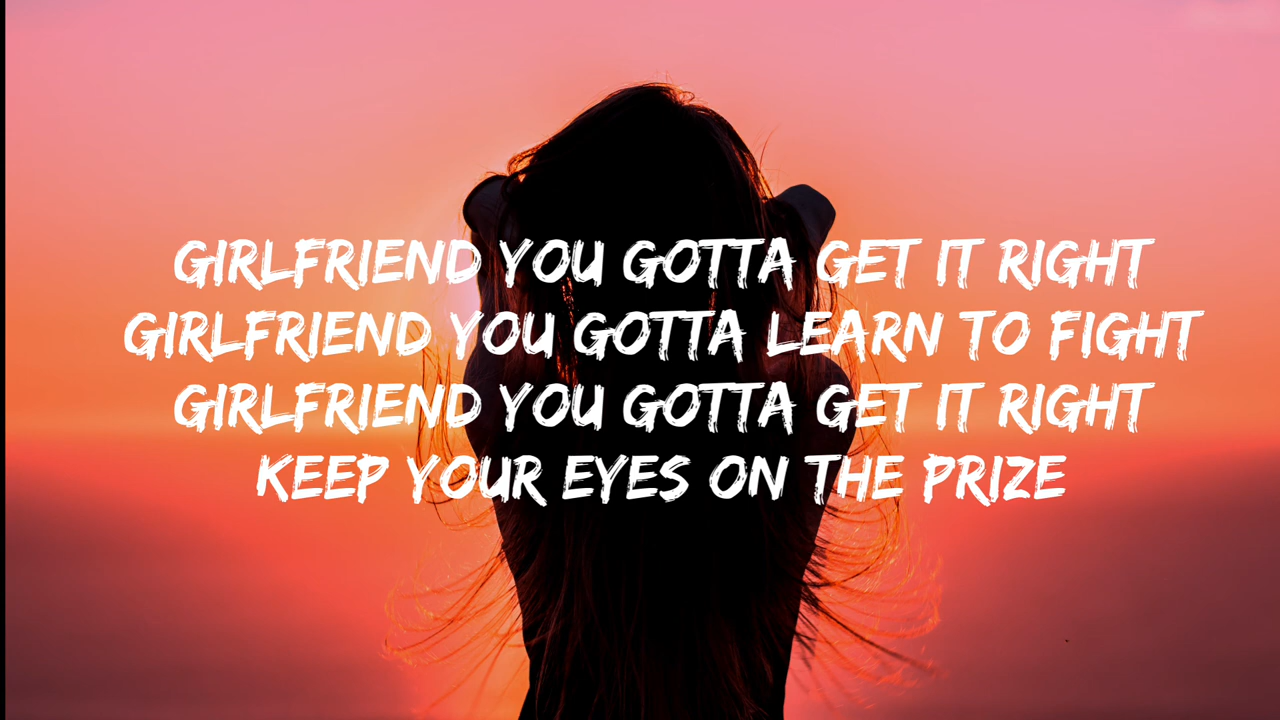 GIRLFRIEND YOU GOTTA GET IT RIGHT
GIRLFRIEND YOU GOTTA LEARN TO FIGHT
GIRLFRIEND YOU GOTTA GET IT RIGHT
KEEP YOUR EYES ON THE PRIZE